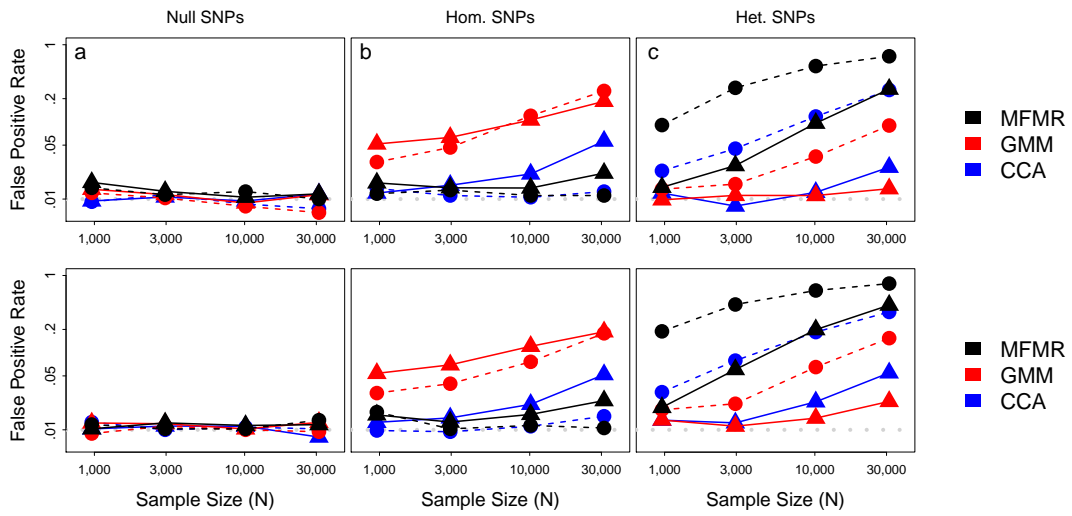 Null SNPs Hom. SNPs Het. SNPs
a b c
False Positive Rate
1
.2
.05
.01
1,000 3,000 10,000 30,000 1,000 3,000 10,000 30,000 1,000 3,000 10,000 30,000
MFMR
GMM
CCA
False Positive Rate
1
.2
.05
.01
1,000 3,000 10,000 30,000 1,000 3,000 10,000 30,000 1,000 3,000 10,000 30,000
Sample Size (N) Sample Size (N) Sample Size (N)
MFMR
GMM
CCA